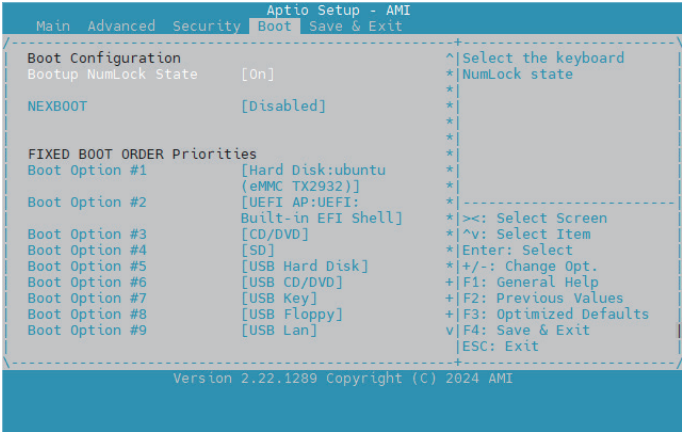 Aptio Setup - AMI
Main Advanced Security Boot Save & Exit
Boot Configuration
Bootup NumLock State [On]
NEXBOOT [Disabled]
FIXED BOOT ORDER Priorities
Boot Option #1 [Hard Disk:ubuntu
(eMMC TX2932)]
Boot Option #2 [UEFI AP:UEFI:
Built-in EFI Shell]
Boot Option #3 [CD/DVD]
Boot Option #4 [SD]
Boot Option #5 [USB Hard Disk]
Boot Option #6 [USB CD/DVD]
Boot Option #7 [USB Key]
Boot Option #8 [USB Floppy]
Boot Option #9 [USB Lan]
Select the keyboard
NumLock state
><: Select Screen
^v: Select Item
Enter: Select
+/-: Change Opt.
F1: General Help
F2: Previous Values
F3: Optimized Defaults
F4: Save & Exit
ESC: Exit
Version 2.22.1289 Copyright (C) 2024 AMI